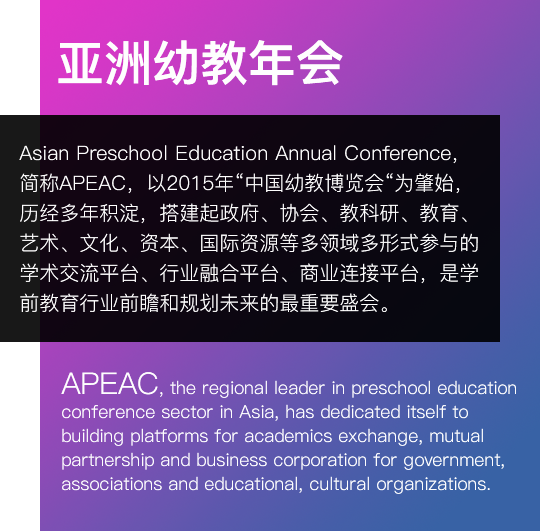 亚洲幼教年会
Asian Preschool Education Annual Conference，
简称APEAC，以2015年“中国幼教博览会“为肇始，
历经多年积淀，搭建起政府、协会、教科研、教育、
艺术、文化、资本、国际资源等多领域多形式参与的
学术交流平台、行业融合平台、商业连接平台，是学
前教育行业前瞻和规划未来的最重要盛会。
APEAC, the regional leader in preschool education
conference sector in Asia, has dedicated itself to
building platforms for academics exchange, mutual
partnership and business corporation for government,
associations and educational, cultural organizations.